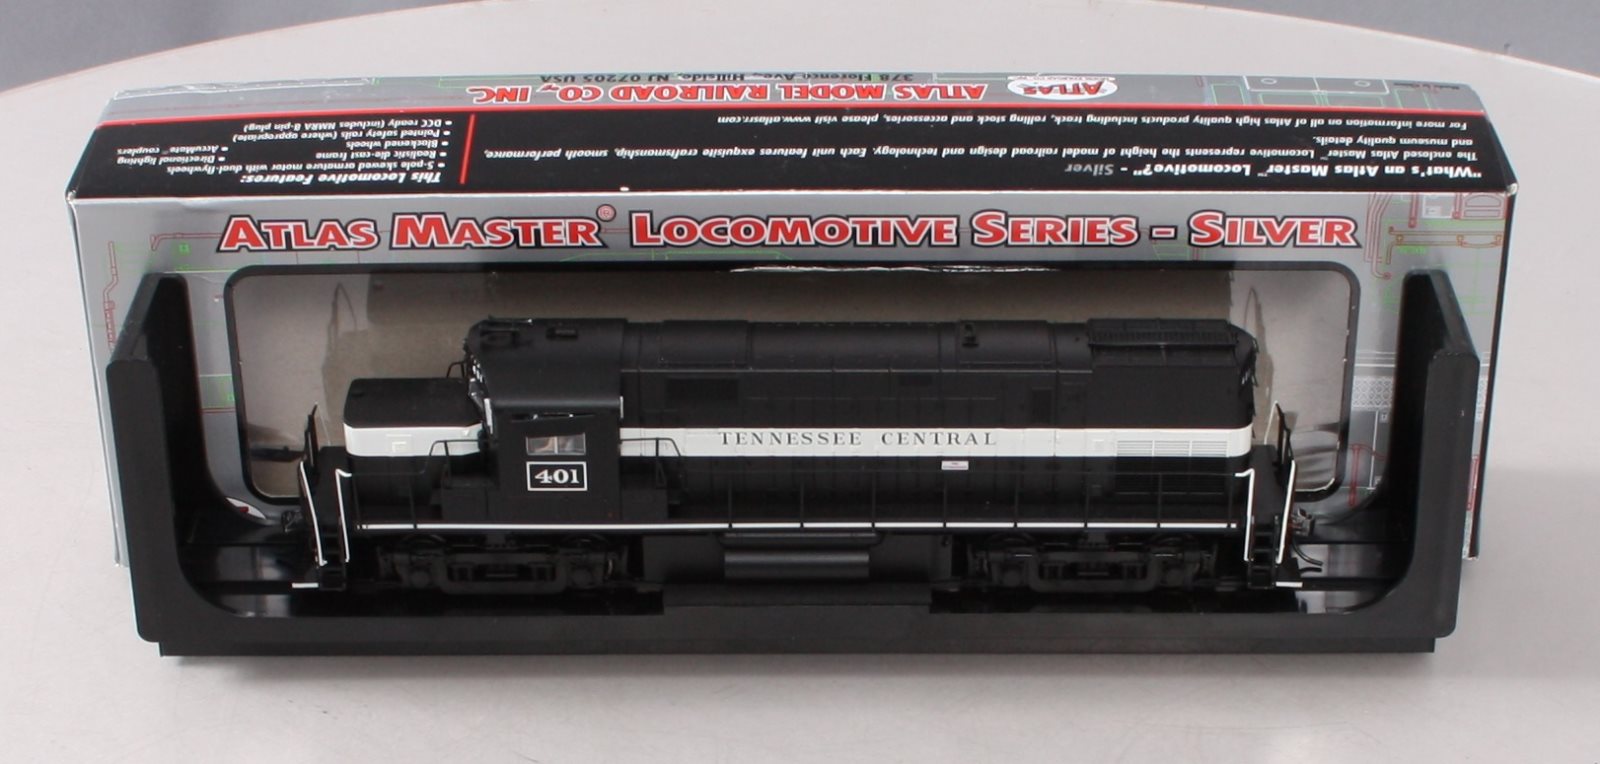 378 Florence Ave., Hillside, NJ 07205 USA
ATLAS MODEL RAILROAD CO., INC.
ATLAS
"What's an Atlas Master™ Locomotive?" - Silver
The enclosed Atlas Master™ Locomotive represents the height of model railroad design and technology. Each unit features exquisite craftsmanship, smooth performance,
and museum quality details.
For more information on all of Atlas high quality products including track, rolling stock and accessories, please visit www.atlasrr.com
This Locomotive Features:
• 5-pole skewed armature motor with dual flywheels
• Realistic die-cast frame
• Directional lighting
• Blackened wheels
• AccuMate™ couplers
• Painted safety rails (where appropriate)
• DCC ready (includes NMRA 8-pin plug)
ATLAS MASTER® LOCOMOTIVE SERIES - SILVER
TENNESSEE CENTRAL
401